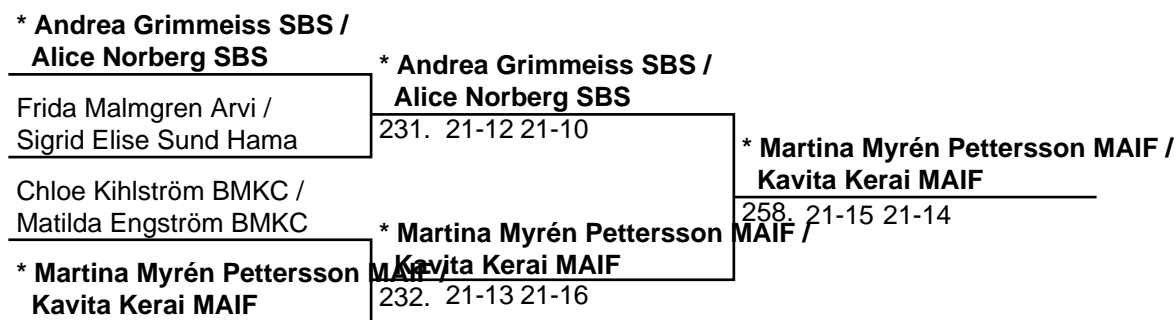 * Andrea Grimmeiss SBS /
Alice Norberg SBS
Frida Malmgren Arvi /
Sigrid Elise Sund Hama
Chloe Kihlström BMKC /
Matilda Engström BMKC
* Martina Myrén Pettersson MAIF /
Kavita Kerai MAIF
* Andrea Grimmeiss SBS /
Alice Norberg SBS
231. 21-12 21-10
* Martina Myrén Pettersson MAIF /
Kavita Kerai MAIF
232. 21-13 21-16
* Martina Myrén Pettersson MAIF /
Kavita Kerai MAIF
258. 21-15 21-14